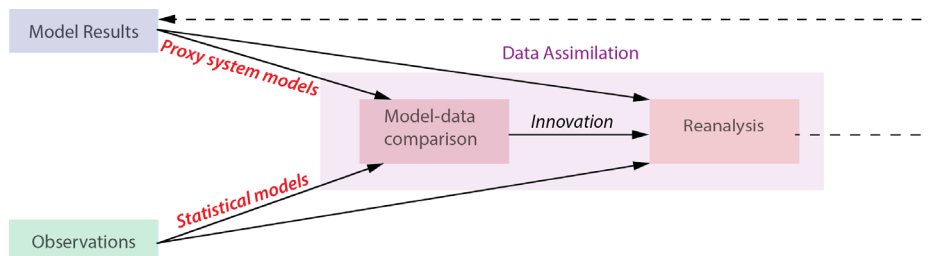 Model Results
Proxy system models
Data Assimilation
Model-data
comparison
Innovation
Reanalysis
Statistical models
Observations